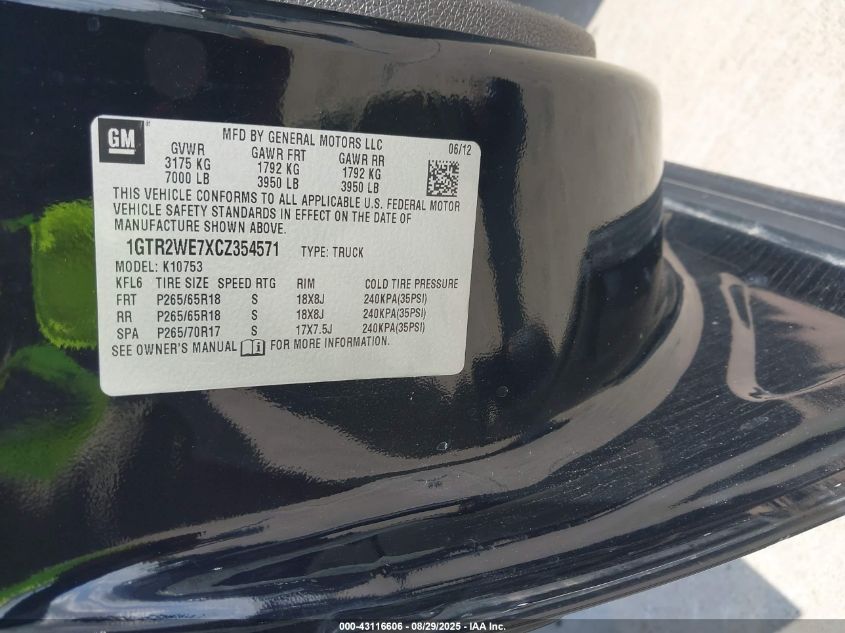 GM
MFD BY GENERAL MOTORS LLC 06/12
GVWR GAWR FRT GAWR RR
3175 KG 1792 KG 1792 KG
7000 LB 3950 LB 3950 LB
THIS VEHICLE CONFORMS TO ALL APPLICABLE U.S. FEDERAL MOTOR
VEHICLE SAFETY STANDARDS IN EFFECT ON THE DATE OF
MANUFACTURE SHOWN ABOVE.
1GTR2WE7XCZ354571 TYPE: TRUCK
MODEL: K10753
KFL6 TIRE SIZE SPEED RTG RIM COLD TIRE PRESSURE
FRT P265/65R18 S 18X8J 240KPA(35PSI)
RR P265/65R18 S 18X8J 240KPA(35PSI)
SPA P265/70R17 S 17X7.5J 240KPA(35PSI)
SEE OWNER'S MANUAL FOR MORE INFORMATION.
000-43116606 - 08/29/2025 - IAA Inc.